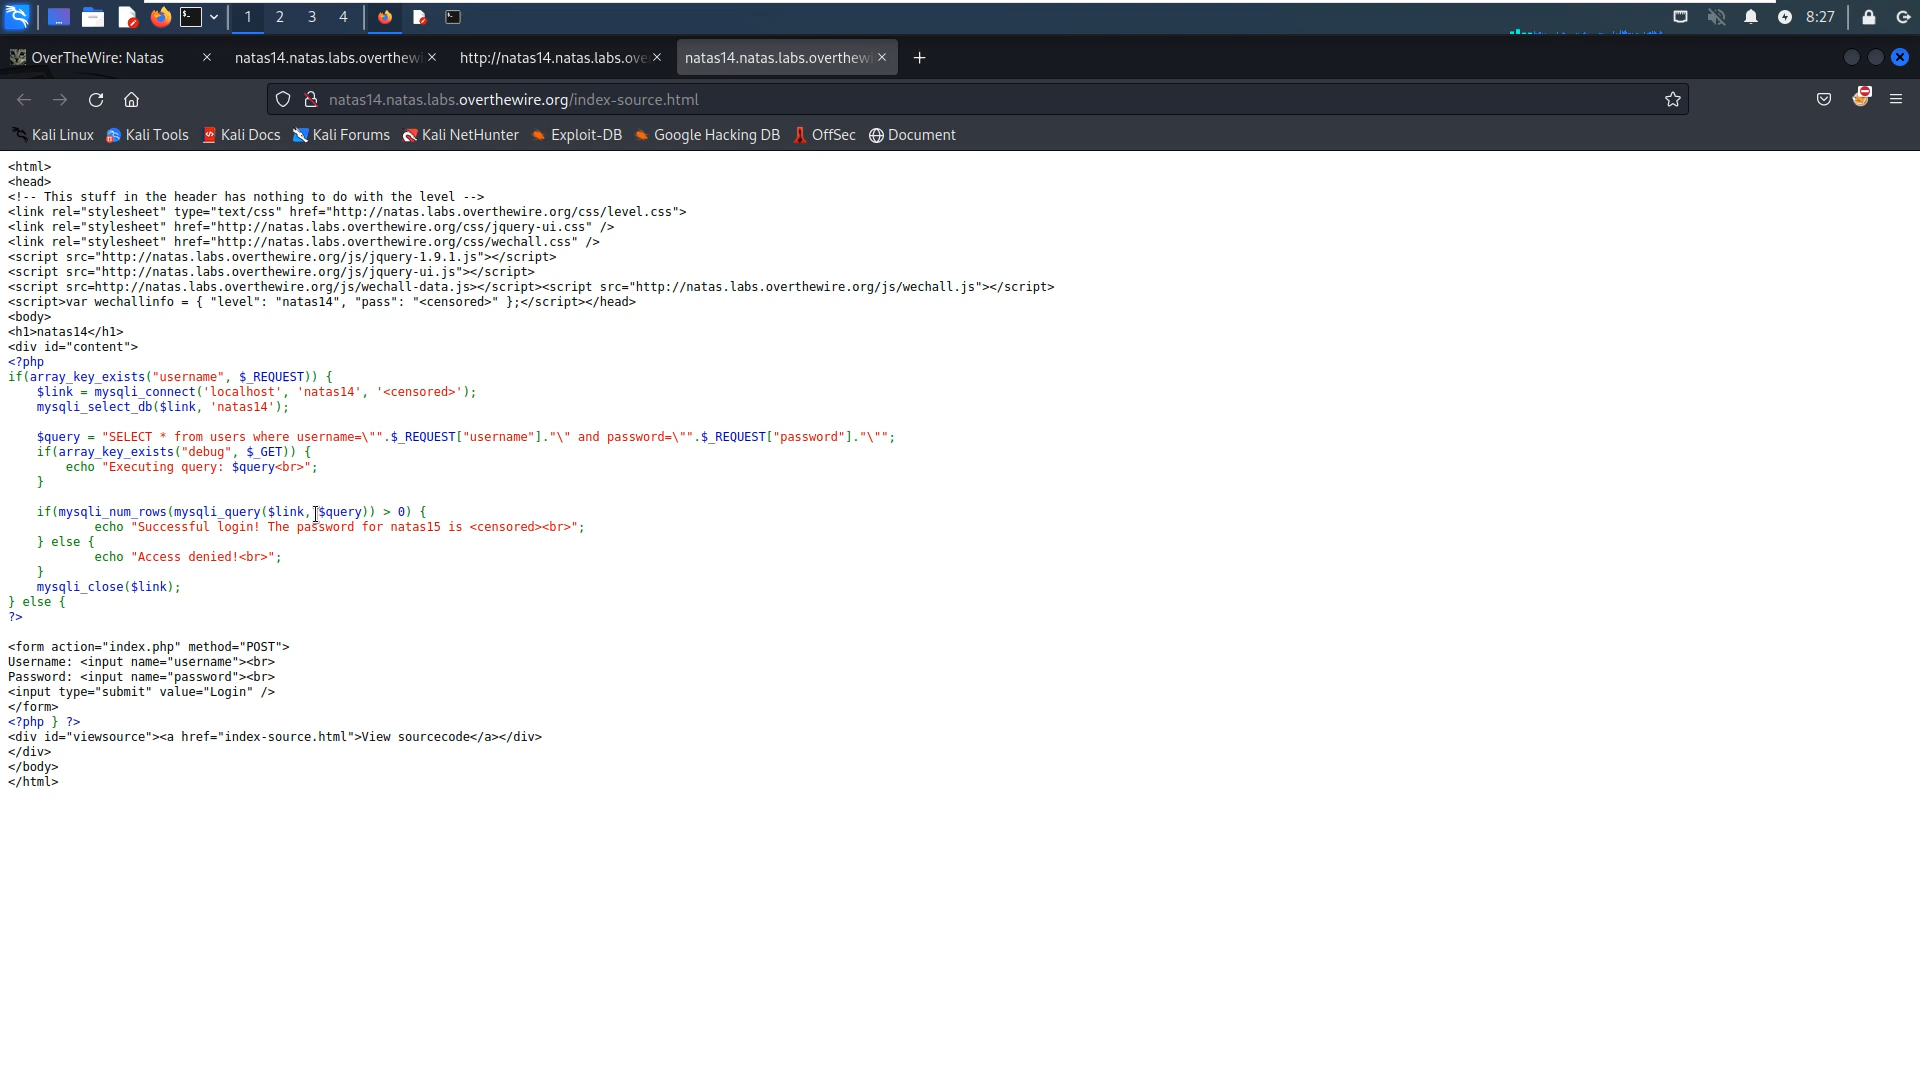 1 2 3 4 8:27
OverTheWire: Natas natas14.natas.labs.overthewi http://natas14.natas.labs.ove natas14.natas.labs.overthewi
natas14.natas.labs.overthewire.org/index-source.html
Kali Linux Kali Tools Kali Docs Kali Forums Kali NetHunter Exploit-DB Google Hacking DB OffSec Document
<html>
<head>
<!-- This stuff in the header has nothing to do with the level -->
<link rel="stylesheet" type="text/css" href="http://natas.labs.overthewire.org/css/level.css">
<link rel="stylesheet" href="http://natas.labs.overthewire.org/css/jquery-ui.css" />
<link rel="stylesheet" href="http://natas.labs.overthewire.org/css/wechall.css" />
<script src="http://natas.labs.overthewire.org/js/jquery-1.9.1.js"></script>
<script src="http://natas.labs.overthewire.org/js/jquery-ui.js"></script>
<script src=http://natas.labs.overthewire.org/js/wechall-data.js></script><script src="http://natas.labs.overthewire.org/js/wechall.js"></script>
<script>var wechallinfo = { "level": "natas14", "pass": "<censored>" };</script></head>
<body>
<h1>natas14</h1>
<div id="content">
<?php
if(array_key_exists("username", $_REQUEST)) {
    $link = mysqli_connect('localhost', 'natas14', '<censored>');
    mysqli_select_db($link, 'natas14');
    $query = "SELECT * from users where username=\"".$_REQUEST["username"]."\" and password=\"".$_REQUEST["password"]."\"";
    if(array_key_exists("debug", $_GET)) {
        echo "Executing query: $query<br>";
    }
    if(mysqli_num_rows(mysqli_query($link, $query)) > 0) {
            echo "Successful login! The password for natas15 is <censored><br>";
    } else {
            echo "Access denied!<br>";
    }
    mysqli_close($link);
} else {
?>
<form action="index.php" method="POST">
Username: <input name="username"><br>
Password: <input name="password"><br>
<input type="submit" value="Login" />
</form>
<?php } ?>
<div id="viewsource"><a href="index-source.html">View sourcecode</a></div>
</div>
</body>
</html>